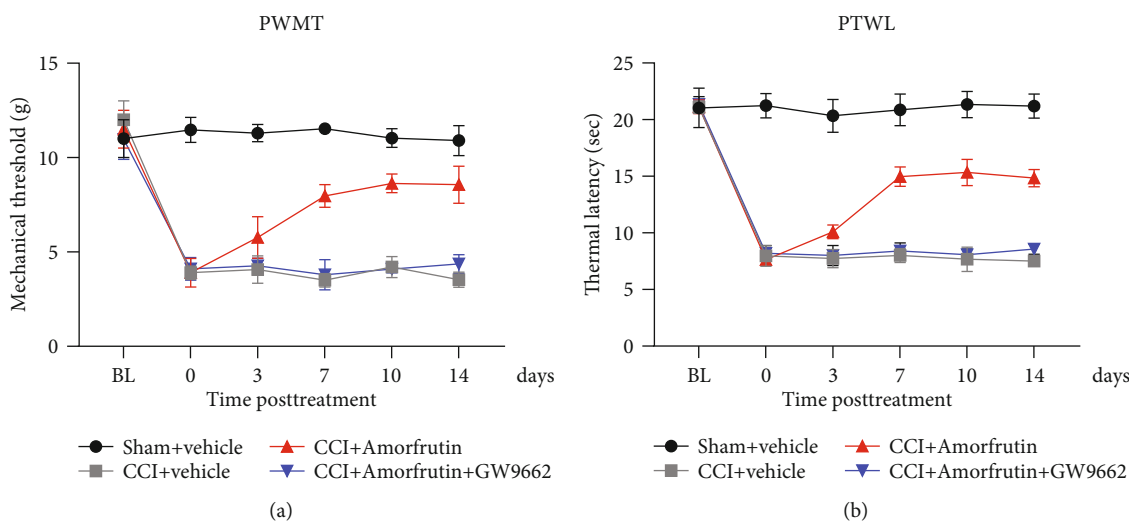 (a)
(b)
PWMT
PTWL
Mechanical threshold (g)
15
10
5
0
BL 0 3 7 10 14 days
Time posttreatment
Thermal latency (sec)
25
20
15
10
5
0
BL 0 3 7 10 14 days
Time posttreatment
Sham+vehicle CCI+Amorfrutin
CCI+vehicle CCI+Amorfrutin+GW9662
Sham+vehicle CCI+Amorfrutin
CCI+vehicle CCI+Amorfrutin+GW9662
(a)
(b)